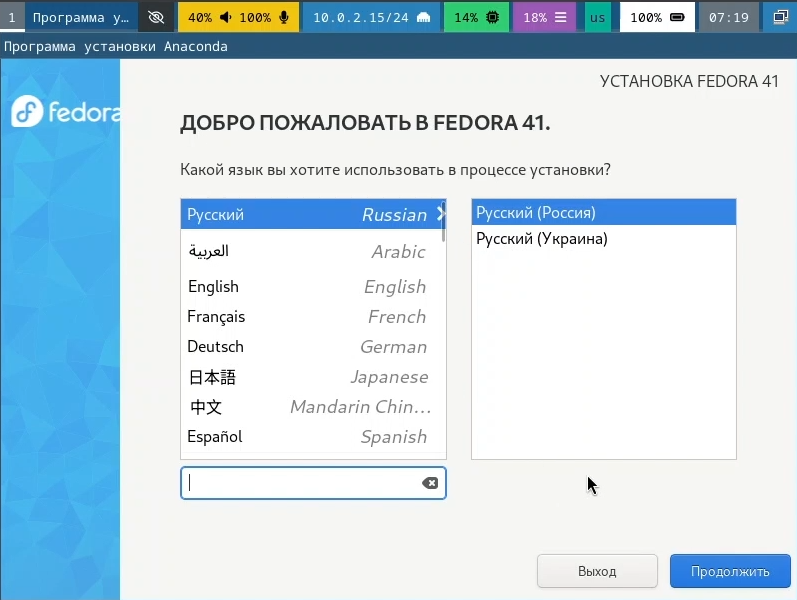 1 Программа у… 40% 100% 10.0.2.15/24 14% 18% us 100% 07:19
Программа установки Anaconda
fedora
УСТАНОВКА FEDORA 41
ДОБРО ПОЖАЛОВАТЬ В FEDORA 41.
Какой язык вы хотите использовать в процессе установки?
Русский Russian
العربية Arabic
English English
Français French
Deutsch German
日本語 Japanese
中文 Mandarin Chin…
Español Spanish
Русский (Россия)
Русский (Украина)
Выход Продолжить